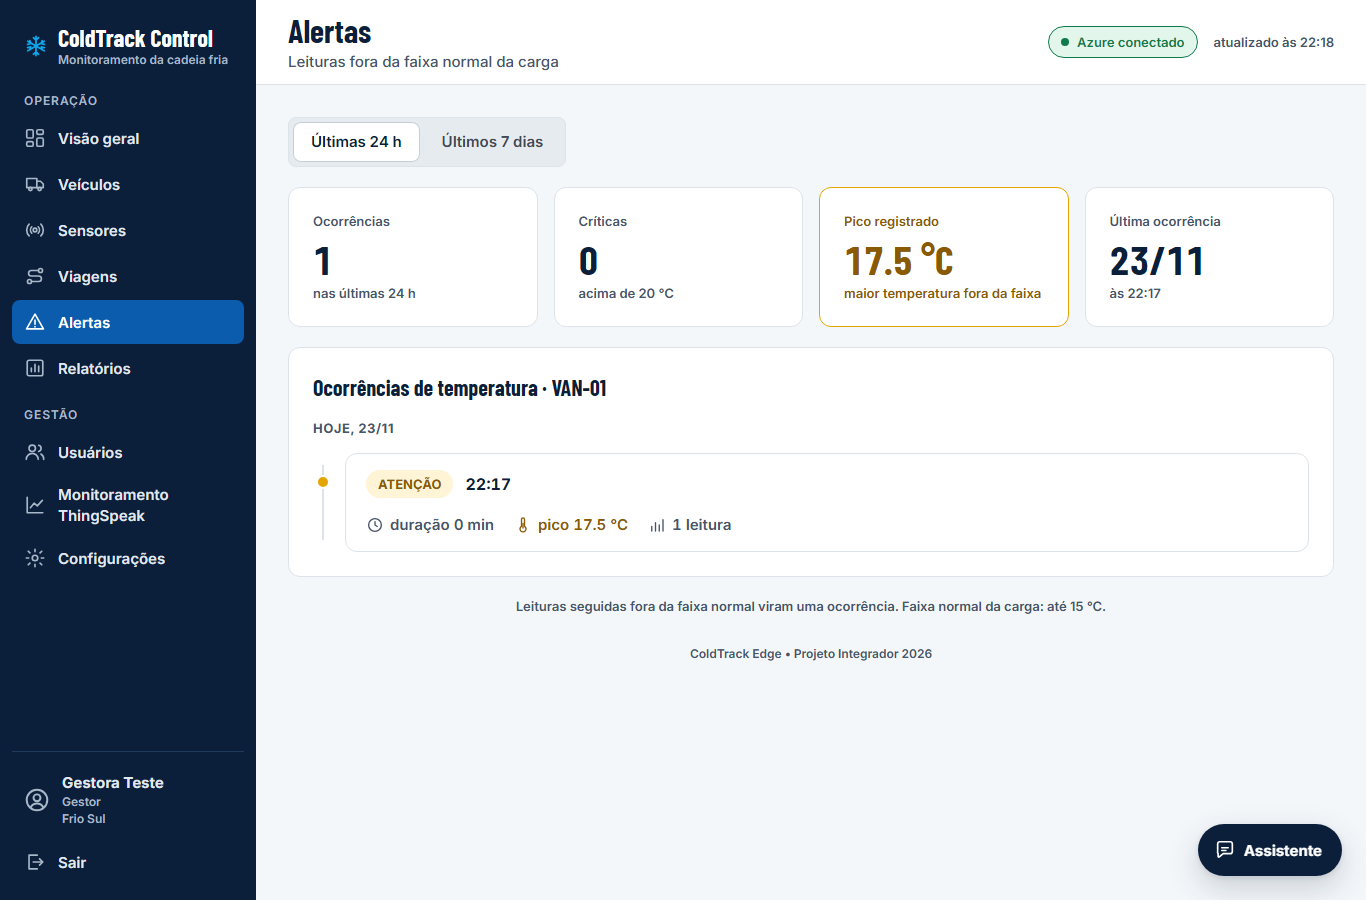 ColdTrack Control
Monitoramento da cadeia fria
OPERAÇÃO
Visão geral
Veículos
Sensores
Viagens
Alertas
Relatórios
GESTÃO
Usuários
Monitoramento
ThingSpeak
Configurações
Gestora Teste
Gestor
Frio Sul
Sair
Alertas
Leituras fora da faixa normal da carga
Azure conectado
atualizado às 22:18
Últimas 24 h
Últimos 7 dias
Ocorrências
1
nas últimas 24 h
Críticas
0
acima de 20 °C
Pico registrado
17.5 °C
maior temperatura fora da faixa
Última ocorrência
23/11
às 22:17
Ocorrências de temperatura · VAN-01
HOJE, 23/11
ATENÇÃO 22:17
duração 0 min pico 17.5 °C 1 leitura
Leituras seguidas fora da faixa normal viram uma ocorrência. Faixa normal da carga: até 15 °C.
ColdTrack Edge • Projeto Integrador 2026
Assistente